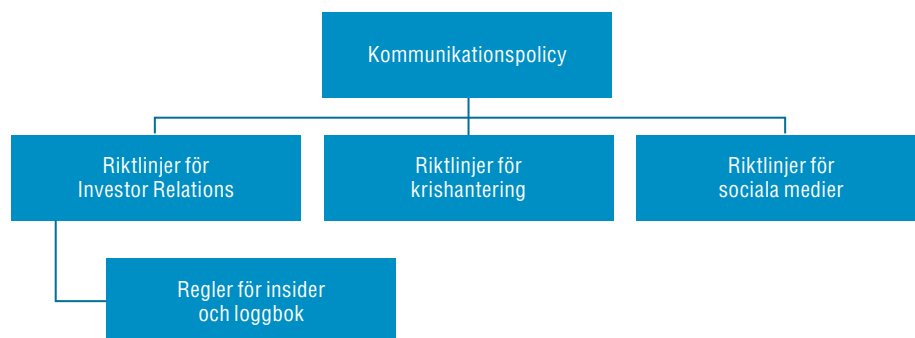 Kommunikationspolicy
Riktlinjer för
Investor Relations
Riktlinjer för
krishantering
Riktlinjer för
sociala medier
Regler för insider
och loggbok